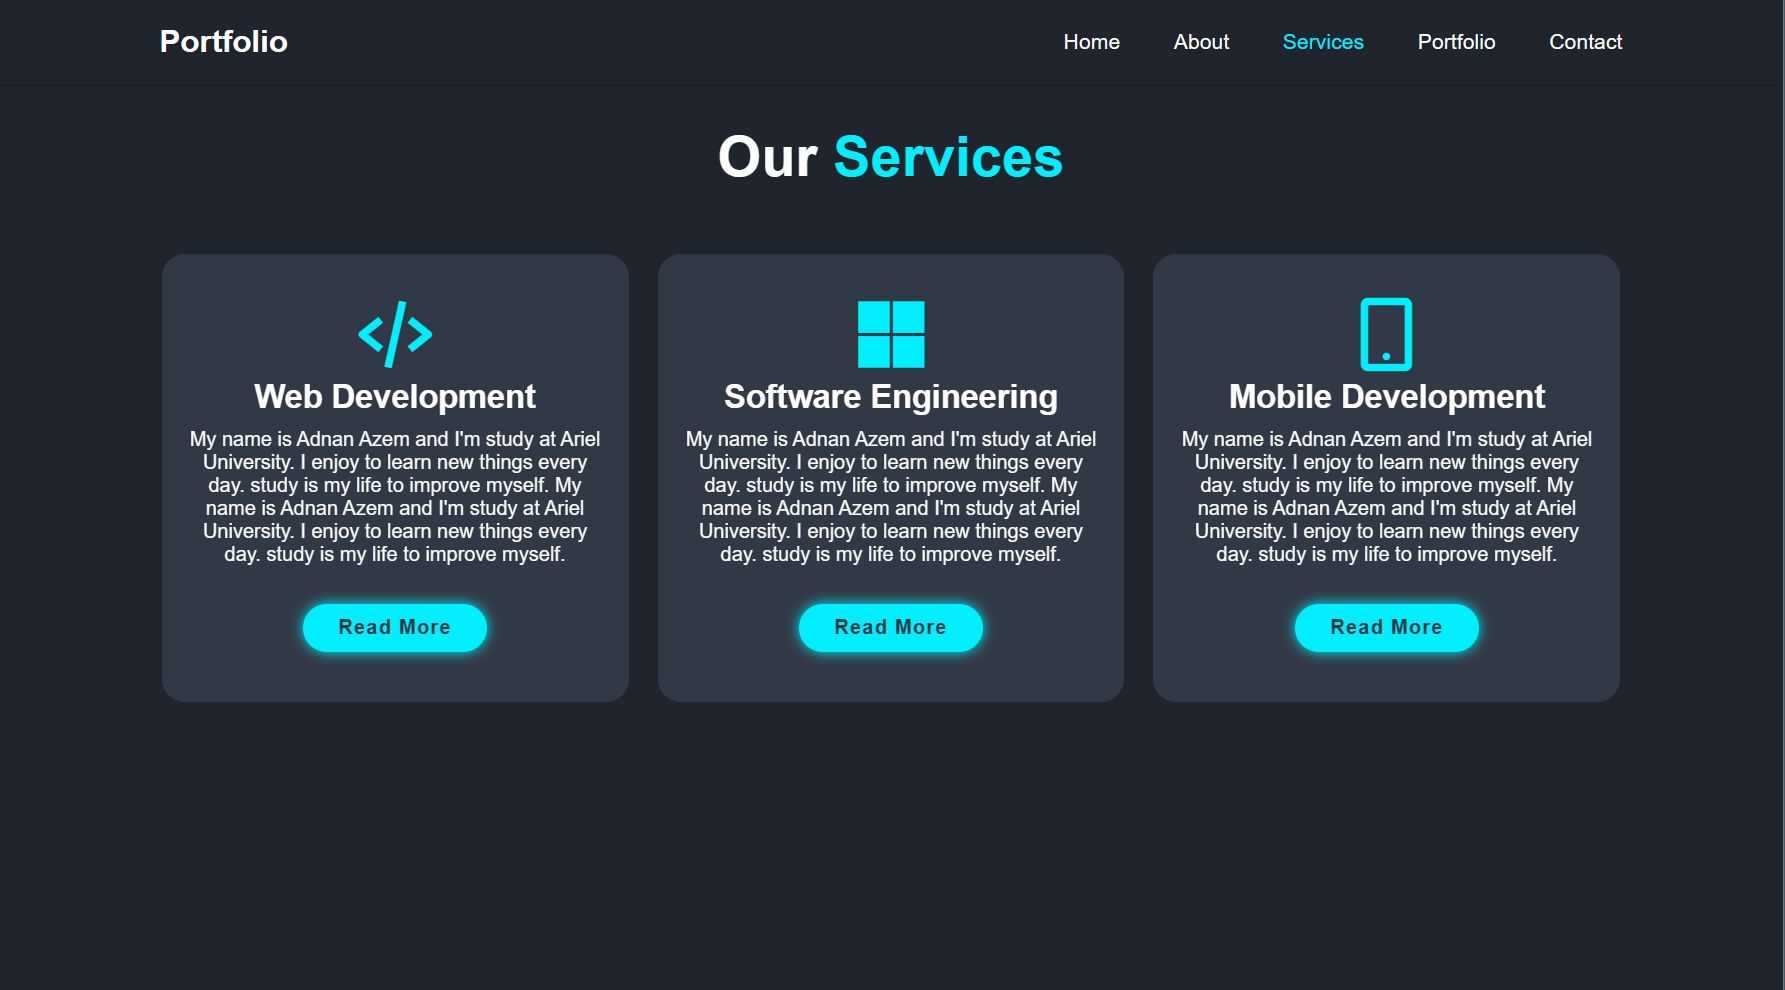 Portfolio
Home About Services Portfolio Contact
Our Services
Web Development
My name is Adnan Azem and I'm study at Ariel
University. I enjoy to learn new things every
day. study is my life to improve myself. My
name is Adnan Azem and I'm study at Ariel
University. I enjoy to learn new things every
day. study is my life to improve myself.
Read More
Software Engineering
My name is Adnan Azem and I'm study at Ariel
University. I enjoy to learn new things every
day. study is my life to improve myself. My
name is Adnan Azem and I'm study at Ariel
University. I enjoy to learn new things every
day. study is my life to improve myself.
Read More
Mobile Development
My name is Adnan Azem and I'm study at Ariel
University. I enjoy to learn new things every
day. study is my life to improve myself. My
name is Adnan Azem and I'm study at Ariel
University. I enjoy to learn new things every
day. study is my life to improve myself.
Read More